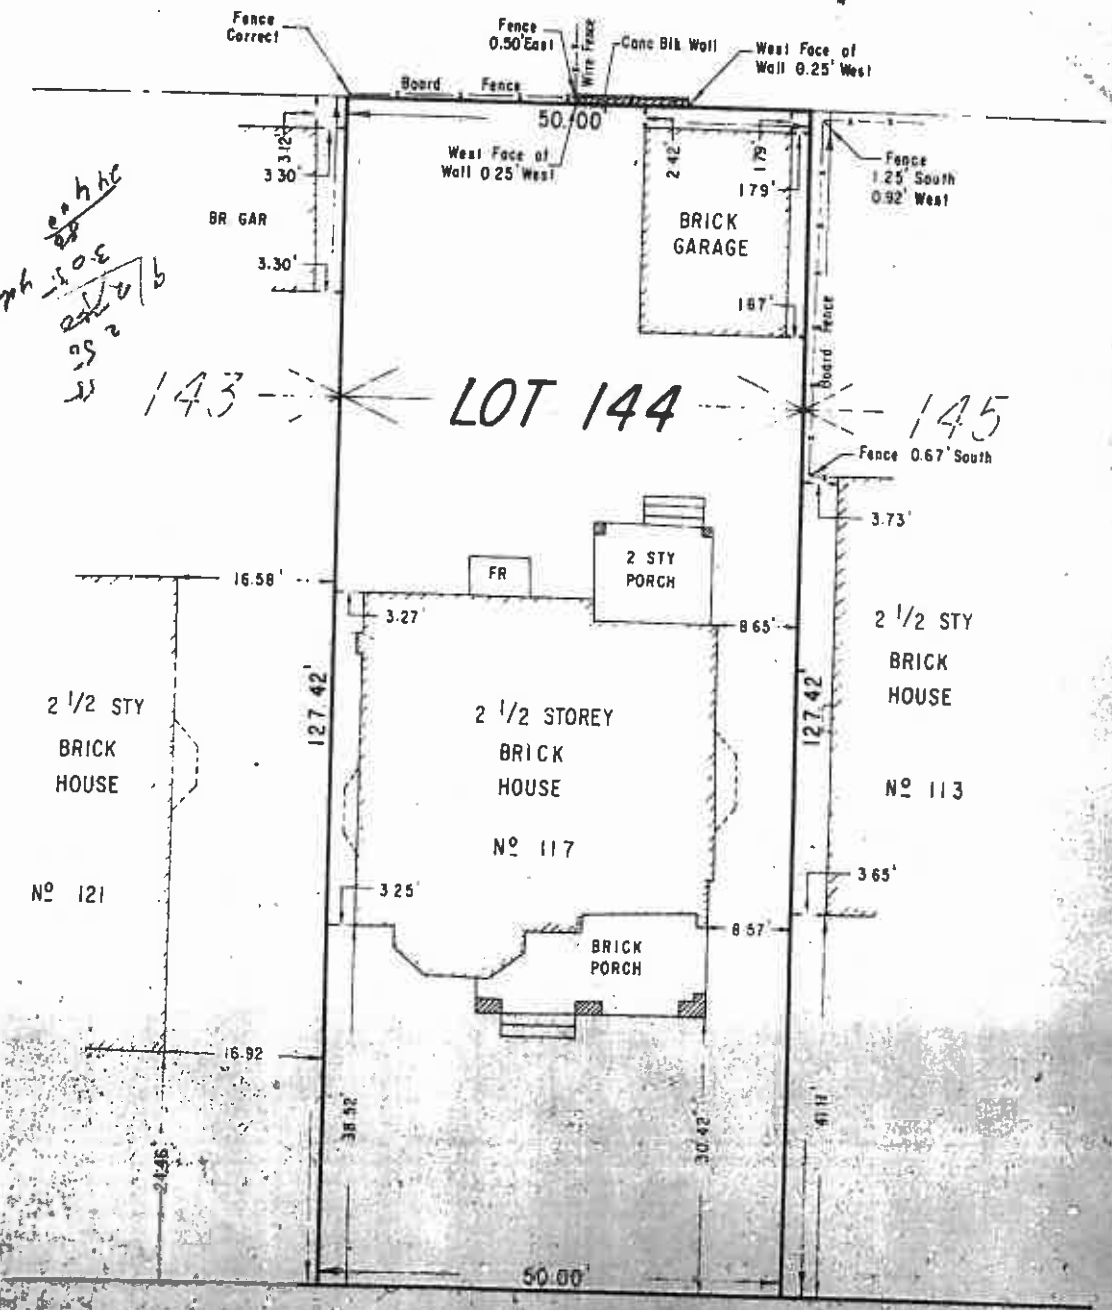 Fence
Correct
Fence
0.50' East
Wire Fence
Conc Blk Wall
West Face of
Wall 0.25' West
Board Fence
50.00'
West Face of
Wall 0.25' West
3.12'
3.30'
BR GAR
3.30'
2.42'
1.79'
1.79'
BRICK
GARAGE
1.67'
Fence
1.25' South
0.92' West
Board Fence
143
LOT 144
145
Fence 0.67' South
3.73'
2 STY
PORCH
FR
16.58'
3.27'
8.65'
2 1/2 STY
BRICK
HOUSE
127.42'
2 1/2 STOREY
BRICK
HOUSE
127.42'
2 1/2 STY
BRICK
HOUSE
Nº 113
Nº 117
Nº 121
3.25'
3.65'
8.57'
BRICK
PORCH
16.92
38.52'
30.42'
50.00'